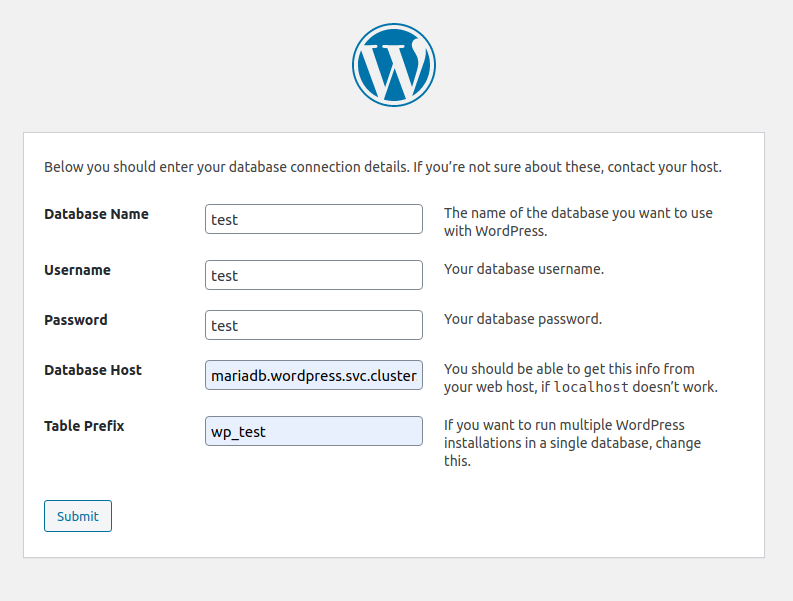 Below you should enter your database connection details. If you’re not sure about these, contact your host.
Database Name
test
The name of the database you want to use
with WordPress.
Username
test
Your database username.
Password
test
Your database password.
Database Host
mariadb.wordpress.svc.cluster
You should be able to get this info from
your web host, if localhost doesn’t work.
Table Prefix
wp_test
If you want to run multiple WordPress
installations in a single database, change
this.
Submit